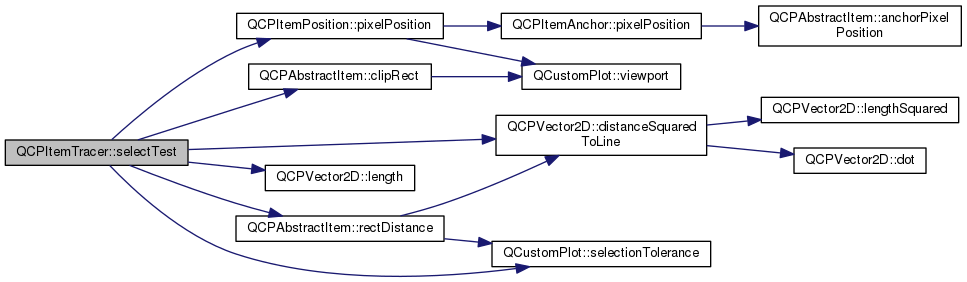 QCPItemTracer::selectTest
QCPItemPosition::pixelPosition
QCPItemAnchor::pixelPosition
QCPAbstractItem::anchorPixel
Position
QCPAbstractItem::clipRect
QCustomPlot::viewport
QCPVector2D::distanceSquared
ToLine
QCPVector2D::lengthSquared
QCPVector2D::dot
QCPVector2D::length
QCPAbstractItem::rectDistance
QCustomPlot::selectionTolerance